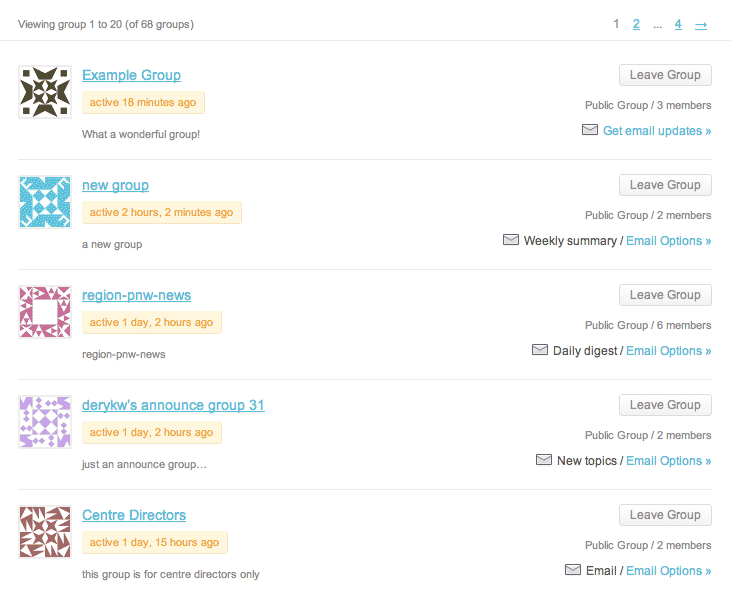 Viewing group 1 to 20 (of 68 groups)
1 2 ... 4 →
Example Group
Leave Group
active 18 minutes ago
Public Group / 3 members
What a wonderful group!
Get email updates »
new group
Leave Group
active 2 hours, 2 minutes ago
Public Group / 2 members
a new group
Weekly summary / Email Options »
region-pnw-news
Leave Group
active 1 day, 2 hours ago
Public Group / 6 members
region-pnw-news
Daily digest / Email Options »
derykw's announce group 31
Leave Group
active 1 day, 2 hours ago
Public Group / 2 members
just an announce group…
New topics / Email Options »
Centre Directors
Leave Group
active 1 day, 15 hours ago
Public Group / 2 members
this group is for centre directors only
Email / Email Options »